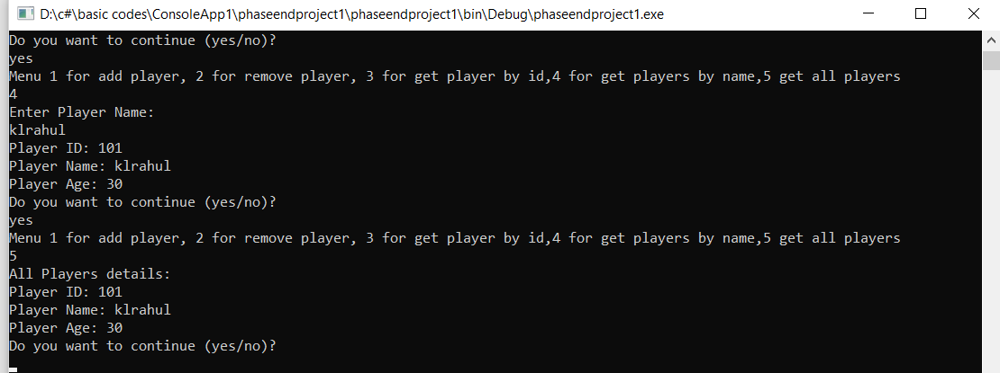 D:\c#\basic codes\ConsoleApp1\phaseendproject1\phaseendproject1\bin\Debug\phaseendproject1.exe
Do you want to continue (yes/no)?
yes
Menu 1 for add player, 2 for remove player, 3 for get player by id,4 for get players by name,5 get all players
4
Enter Player Name:
klrahul
Player ID: 101
Player Name: klrahul
Player Age: 30
Do you want to continue (yes/no)?
yes
Menu 1 for add player, 2 for remove player, 3 for get player by id,4 for get players by name,5 get all players
5
All Players details:
Player ID: 101
Player Name: klrahul
Player Age: 30
Do you want to continue (yes/no)?